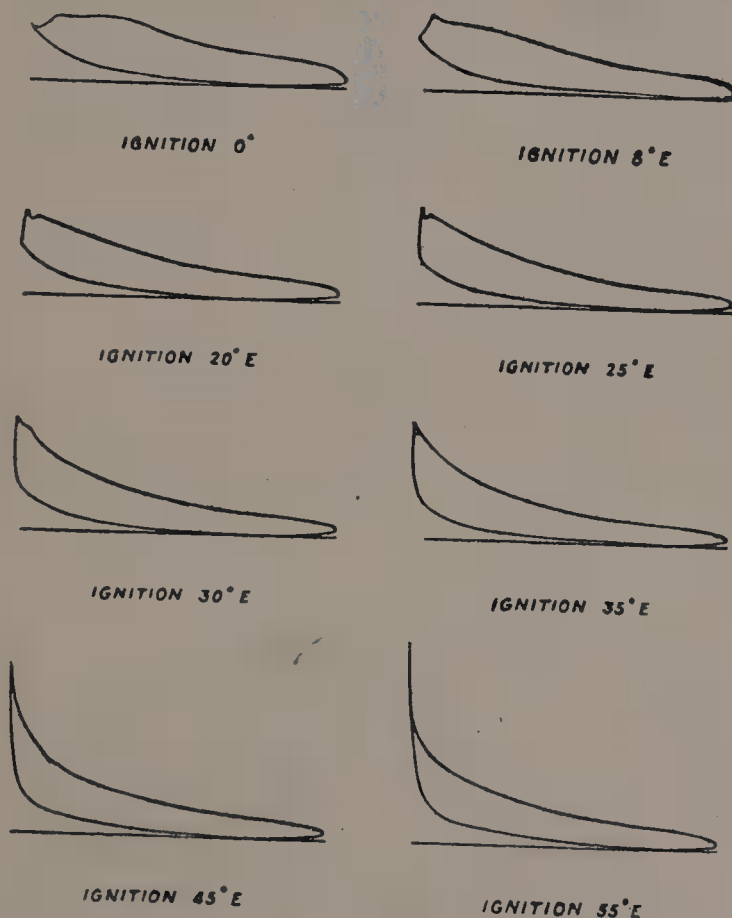 IGNITION 0°
IGNITION 8° E
IGNITION 20° E
IGNITION 25° E
IGNITION 30° E
IGNITION 35° E
IGNITION 45° E
IGNITION 55° E